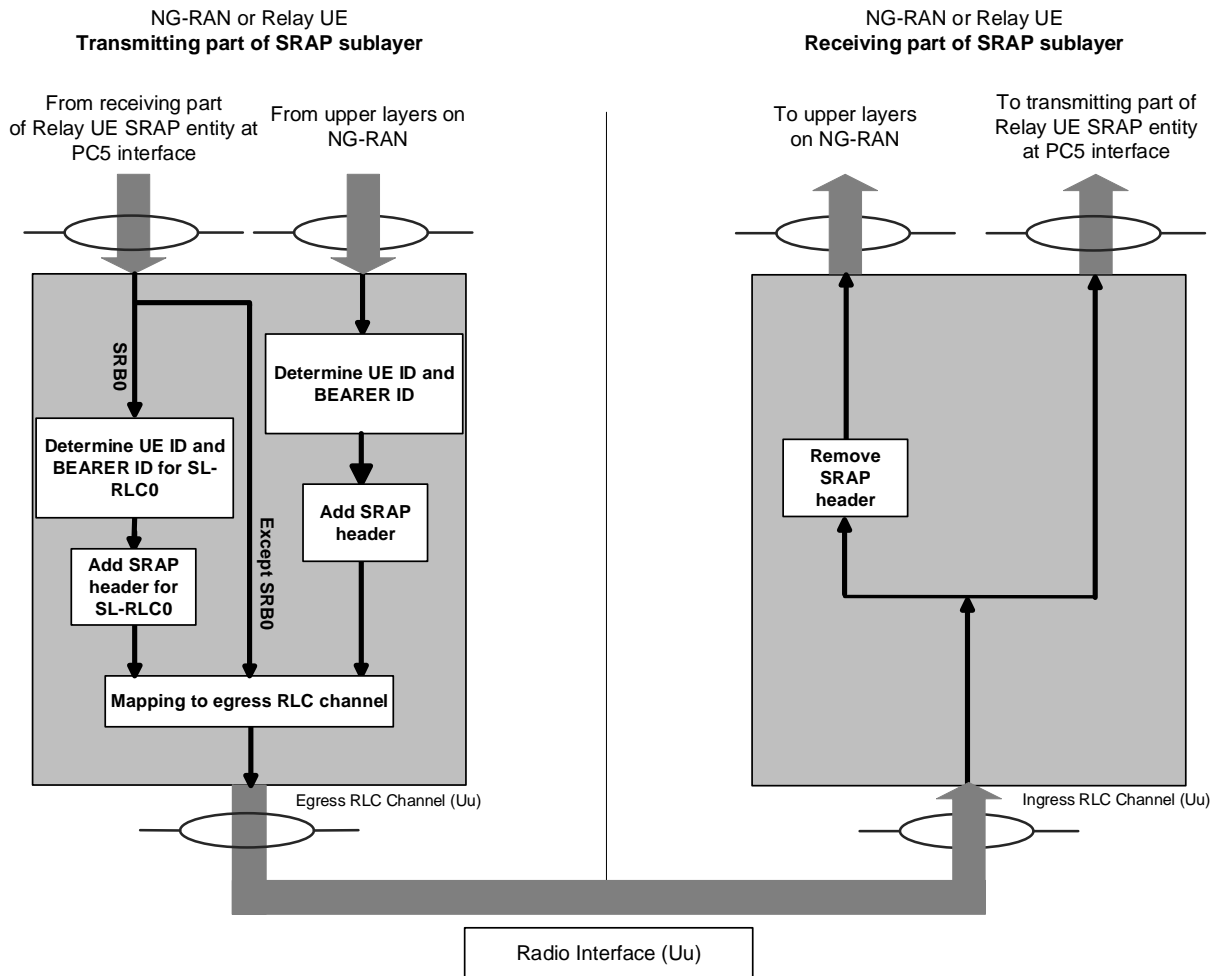 NG-RAN or Relay UE
Transmitting part of SRAP sublayer
From receiving part
of Relay UE SRAP entity at
PC5 interface
From upper layers on
NG-RAN
SRB0
Determine UE ID and
BEARER ID for SL-
RLC0
Add SRAP
header for
SL-RLC0
Except SRB0
Determine UE ID and
BEARER ID
Add SRAP
header
Mapping to egress RLC channel
Egress RLC Channel (Uu)
NG-RAN or Relay UE
Receiving part of SRAP sublayer
To upper layers
on NG-RAN
To transmitting part of
Relay UE SRAP entity
at PC5 interface
Remove
SRAP
header
Ingress RLC Channel (Uu)
Radio Interface (Uu)